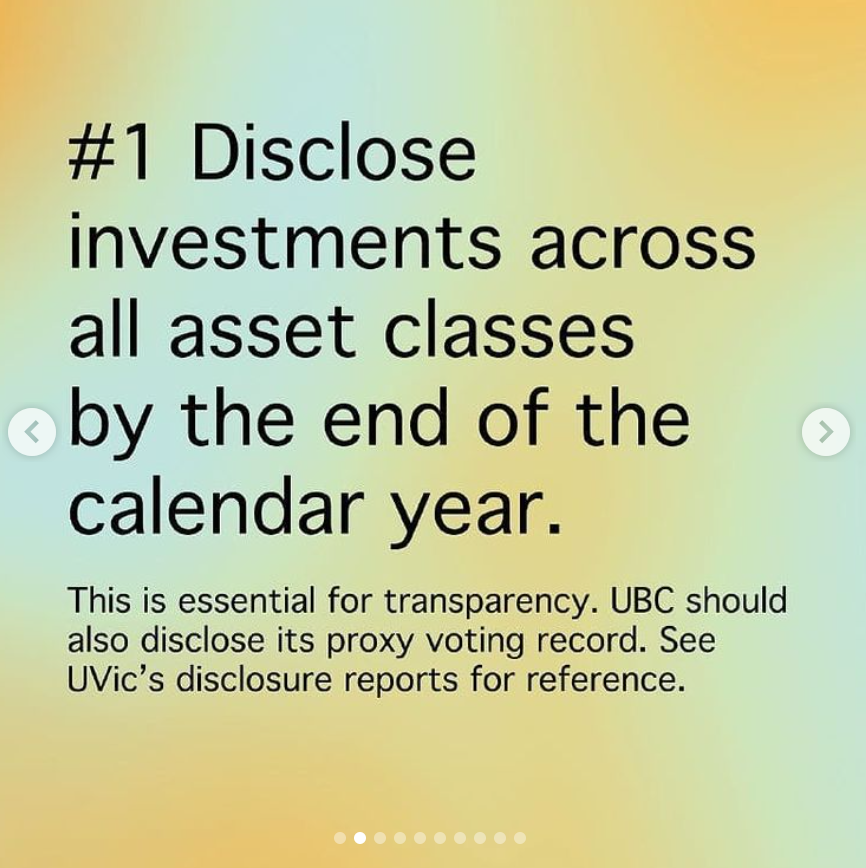 #1 Disclose
investments across
all asset classes
by the end of the
calendar year.
This is essential for transparency. UBC should
also disclose its proxy voting record. See
UVic’s disclosure reports for reference.